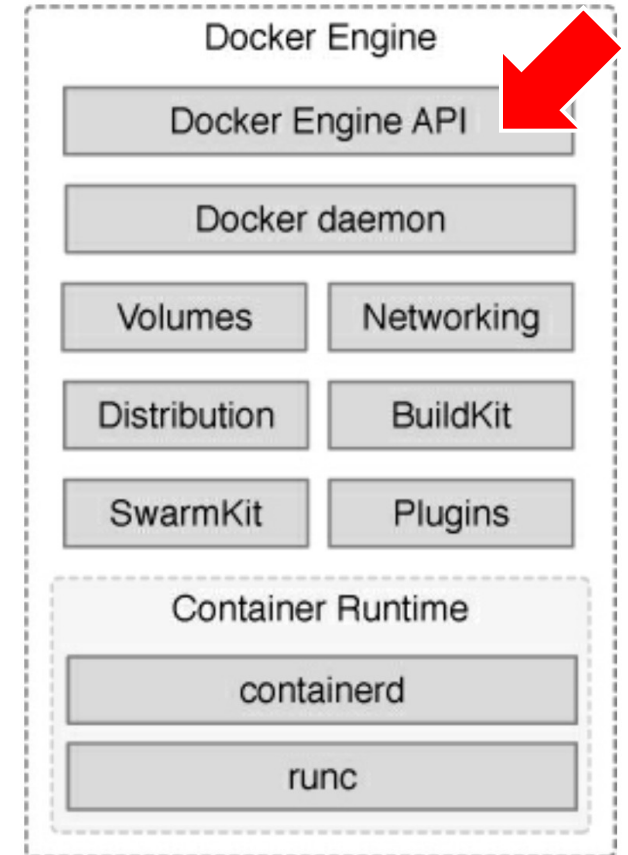 Docker Engine
Docker Engine API
Docker daemon
Volumes
Networking
Distribution
BuildKit
SwarmKit
Plugins
Container Runtime
containerd
runc